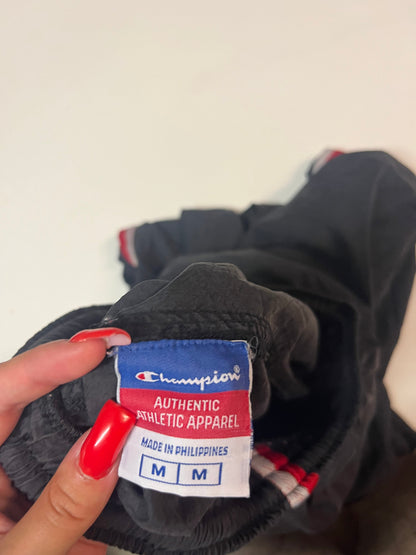 Champion®
AUTHENTIC
ATHLETIC APPAREL
MADE IN PHILIPPINES
M M